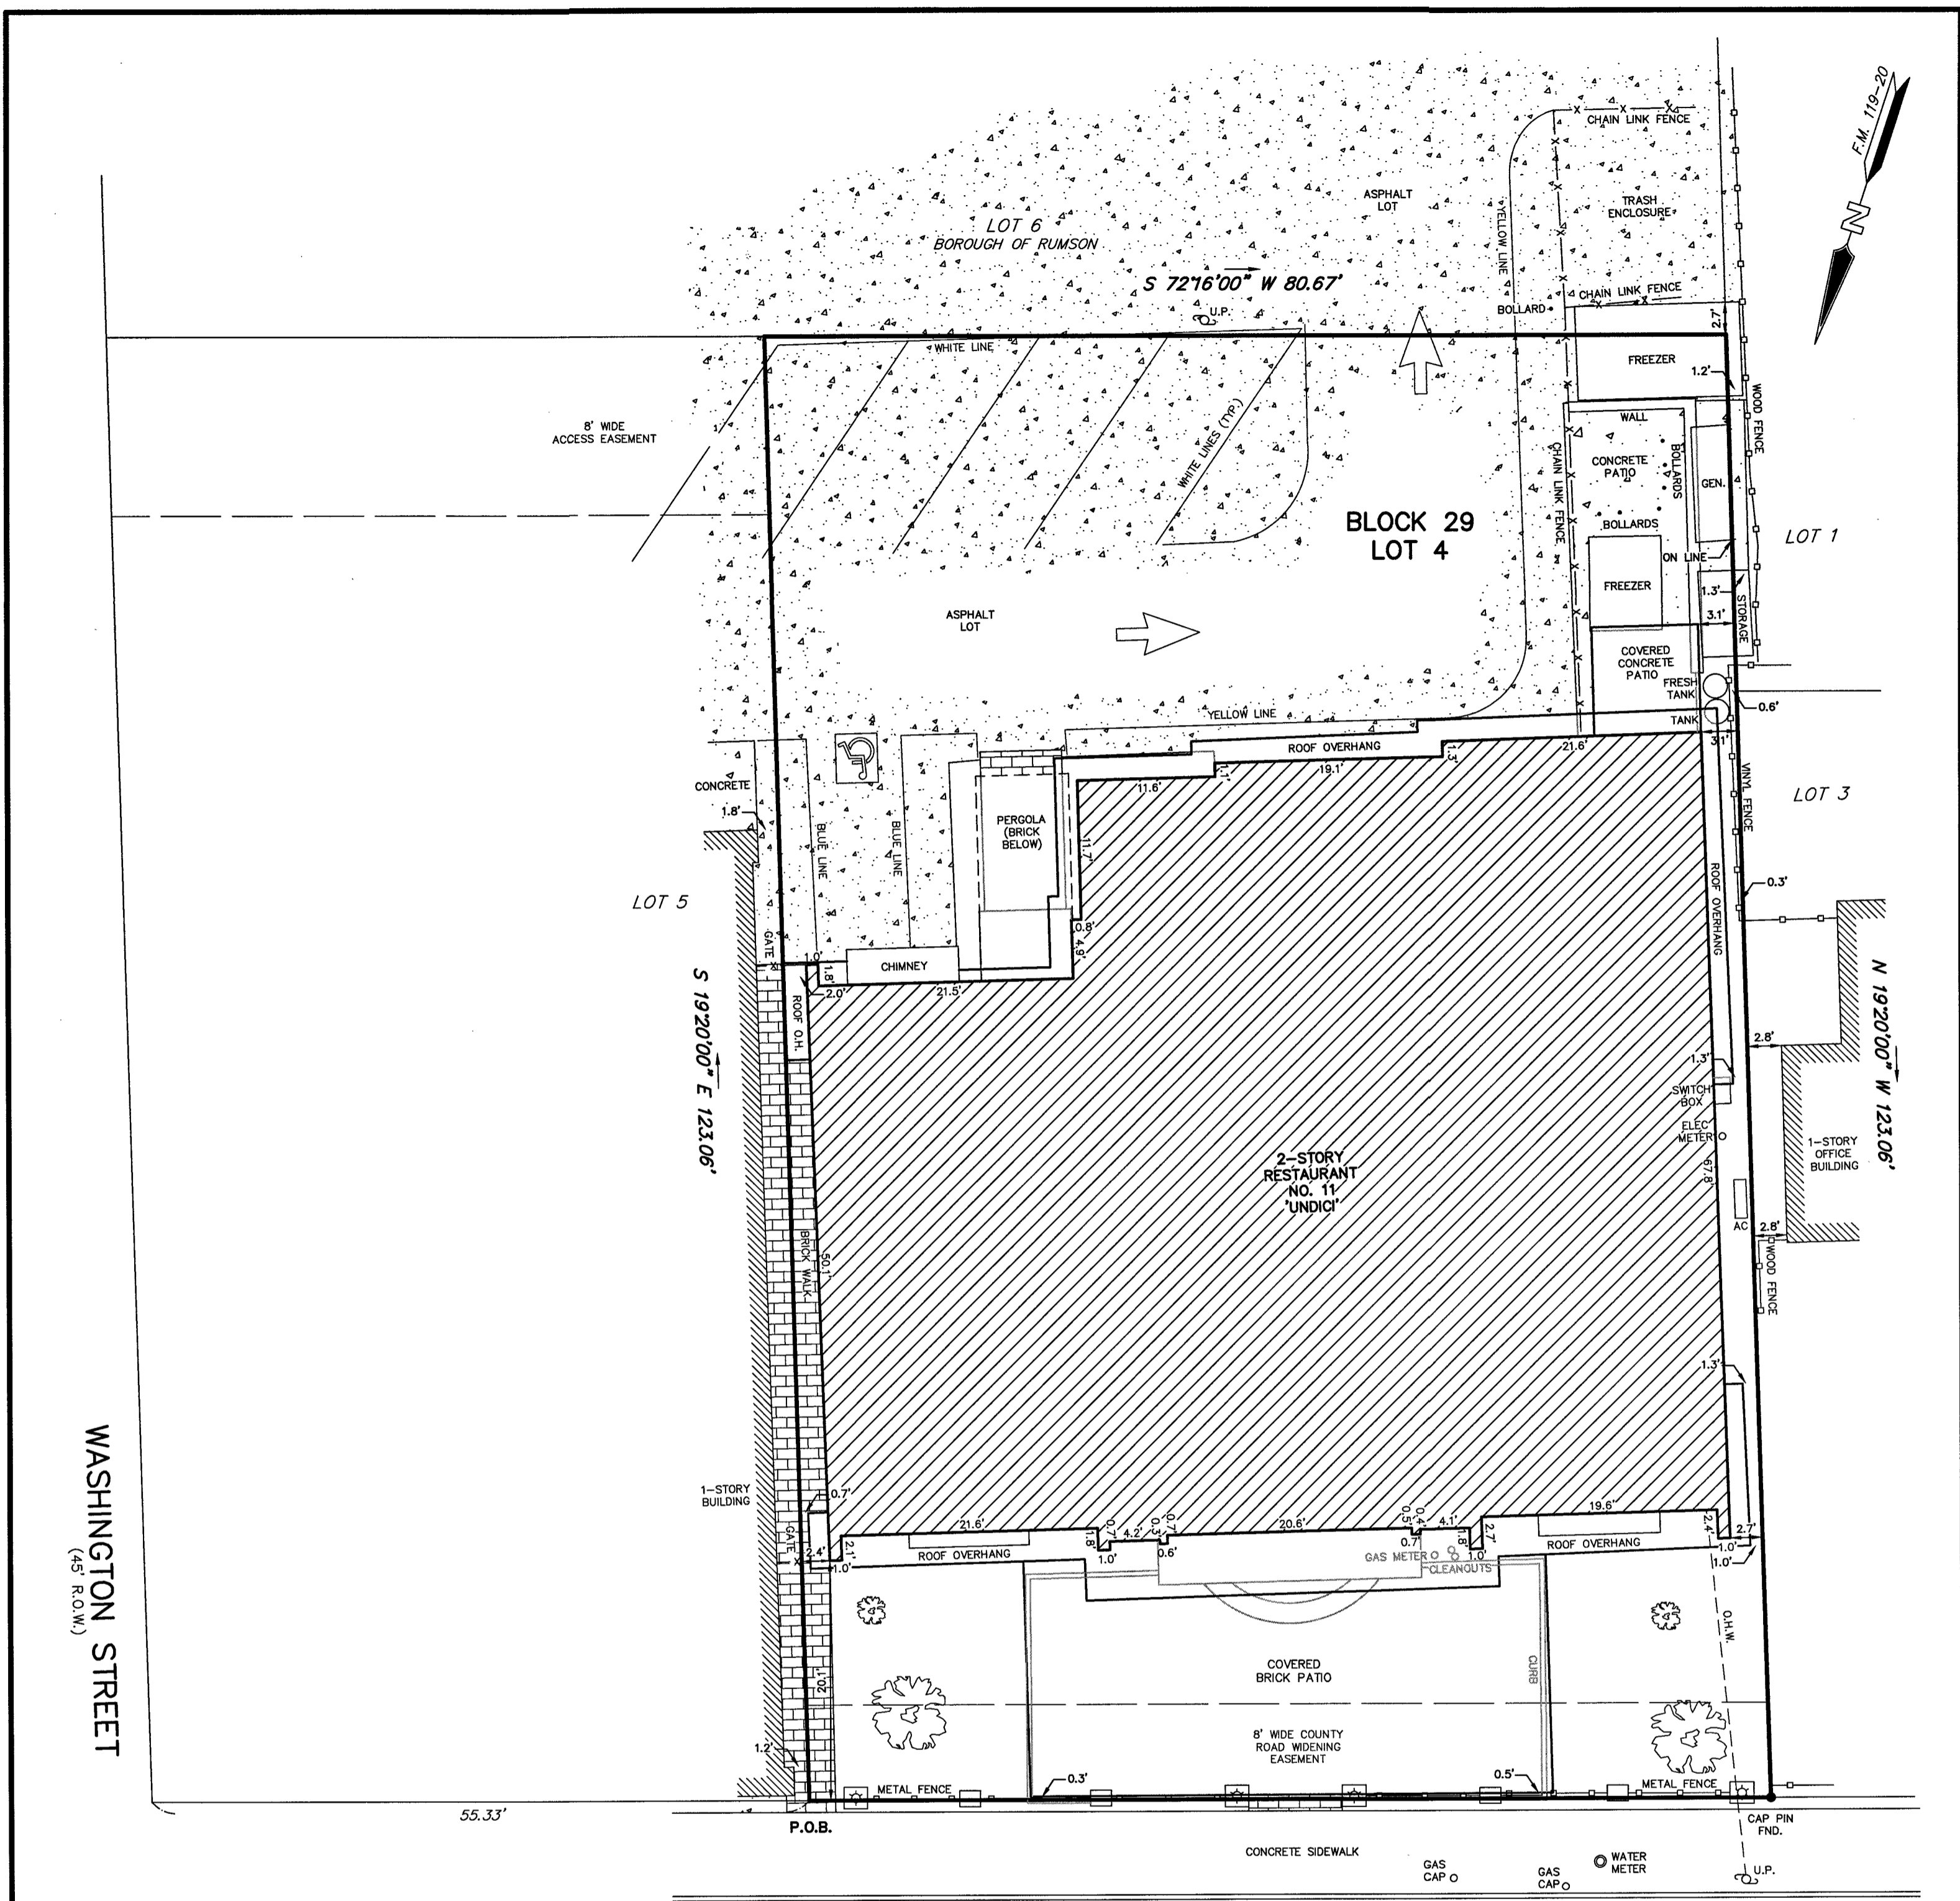 F.M. 119-20
N
CHAIN LINK FENCE
ASPHALT
LOT
TRASH
ENCLOSURE
YELLOW LINE
LOT 6
BOROUGH OF RUMSON
S 72°16'00" W 80.67'
CHAIN LINK FENCE
BOLLARD
U.P.
2.7'
WHITE LINE
FREEZER
1.2'
WOOD FENCE
8' WIDE
ACCESS EASEMENT
WHITE LINES (TYP.)
WALL
CHAIN LINK FENCE
CONCRETE
PATIO
BOLLARDS
GEN.
BLOCK 29
LOT 4
BOLLARDS
LOT 1
ON LINE
FREEZER
1.3'
STORAGE
3.1'
ASPHALT
LOT
COVERED
CONCRETE
PATIO
FRESH
TANK
0.6'
TANK
YELLOW LINE
ROOF OVERHANG
21.6'
3.1'
1.3'
19.1'
1.1'
11.6'
VINYL FENCE
LOT 3
CONCRETE
1.8'
PERGOLA
(BRICK
BELOW)
BLUE LINE
BLUE LINE
11.7'
ROOF OVERHANG
0.3'
LOT 5
0.8'
4.9'
GATE
1.0'
1.8'
CHIMNEY
2.0'
21.5'
ROOF O.H.
S 19°20'00" E 123.06'
N 19°20'00" W 123.06'
2.8'
1.3'
SWITCH
BOX
ELEC
METER
1-STORY
OFFICE
BUILDING
2-STORY
RESTAURANT
NO. 11
'UNDICI'
67.8'
AC
2.8'
BRICK WALK
50.1'
WOOD FENCE
1.3'
WASHINGTON STREET
(45' R.O.W.)
1-STORY
BUILDING
0.7'
GATE
2.4'
2.1'
1.0'
21.6'
ROOF OVERHANG
1.8'
0.7'
1.0'
4.2'
0.3'
0.7'
0.6'
20.6'
0.5'
0.4'
0.7'
4.1'
1.8'
1.0'
2.7'
19.6'
ROOF OVERHANG
2.4'
2.7'
1.0'
1.0'
GAS METER
CLEANOUTS
O.H.W.
COVERED
BRICK PATIO
CURB
20.1'
8' WIDE COUNTY
ROAD WIDENING
EASEMENT
1.2'
METAL FENCE
0.3'
0.5'
METAL FENCE
55.33'
P.O.B.
CAP PIN
FND.
CONCRETE SIDEWALK
GAS
CAP
GAS
CAP
WATER
METER
U.P.